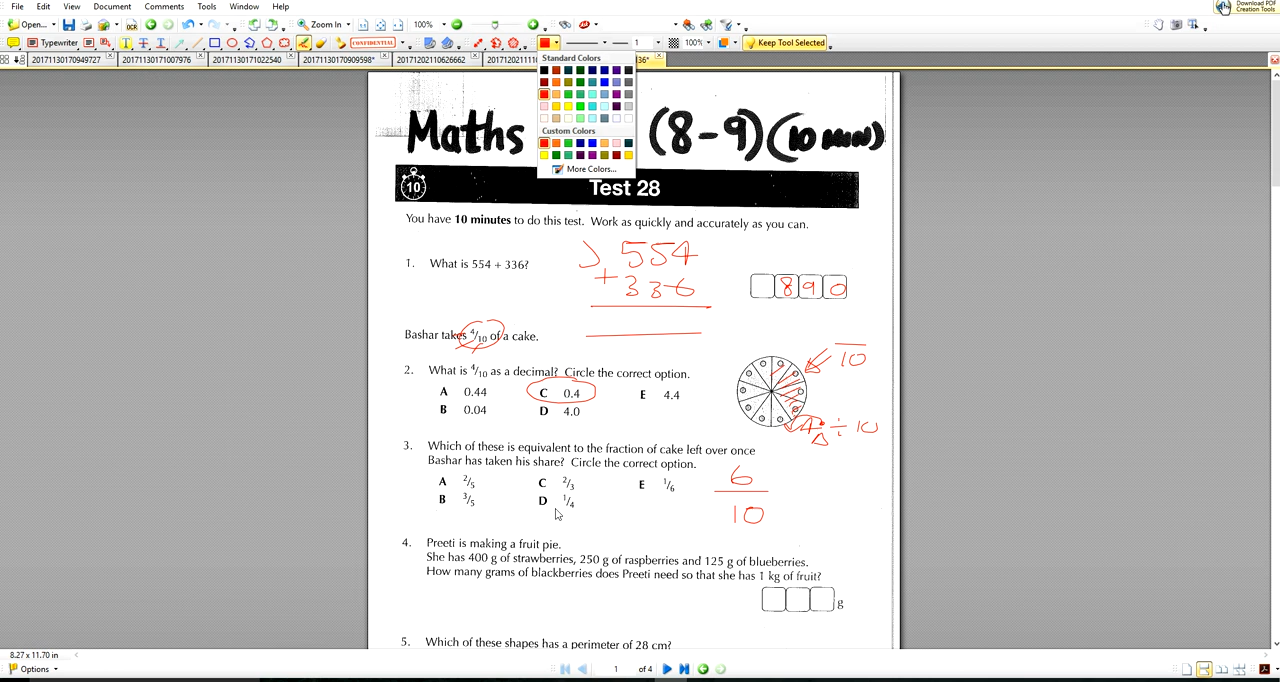 File Edit View Document Comments Tools Window Help
Download PDF
Creation Tools
Open... OCR Zoom In 100%
Typewriter CONFIDENTIAL 1 100% Keep Tool Selected
20171130170949727 20171130171007976 20171130171022540 20171130170909598* 20171202110626662 2017120211110 36*
Standard Colors
Custom Colors
More Colors...
Maths (8-9) (10 min)
10 Test 28
You have 10 minutes to do this test. Work as quickly and accurately as you can.
1. What is 554 + 336?
554
+ 336
8 9 0
Bashar takes 4/10 of a cake.
2. What is 4/10 as a decimal? Circle the correct option.
A 0.44 C 0.4 E 4.4
B 0.04 D 4.0
10
4 ÷ 10
3. Which of these is equivalent to the fraction of cake left over once
Bashar has taken his share? Circle the correct option.
A 2/5 C 2/3 E 1/6
B 3/5 D 1/4
6
10
4. Preeti is making a fruit pie.
She has 400 g of strawberries, 250 g of raspberries and 125 g of blueberries.
How many grams of blackberries does Preeti need so that she has 1 kg of fruit?
g
5. Which of these shapes has a perimeter of 28 cm?
8.27 x 11.70 in
Options 1 of 4